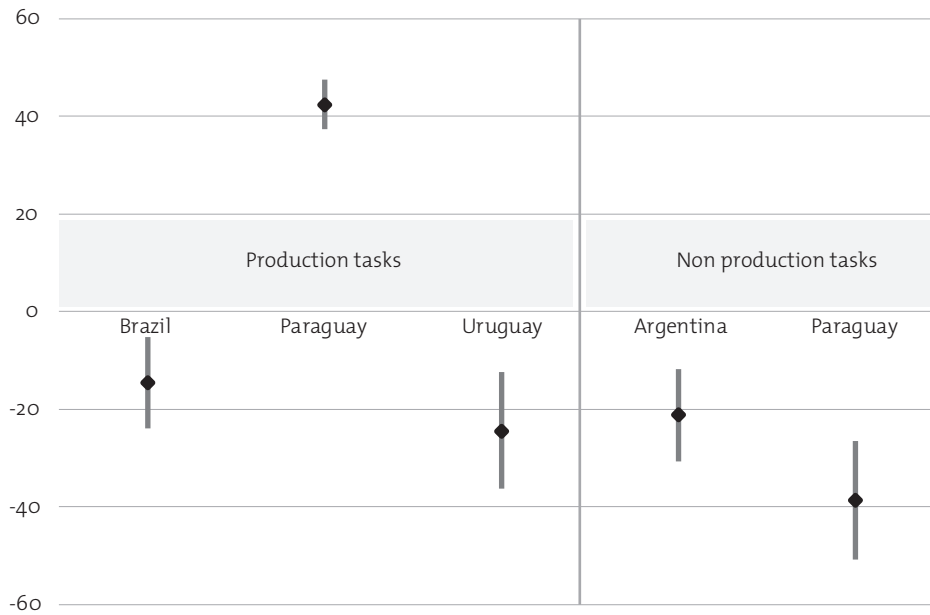 60
40
20
Production tasks
Non production tasks
0
Brazil
Paraguay
Uruguay
Argentina
Paraguay
-20
-40
-60